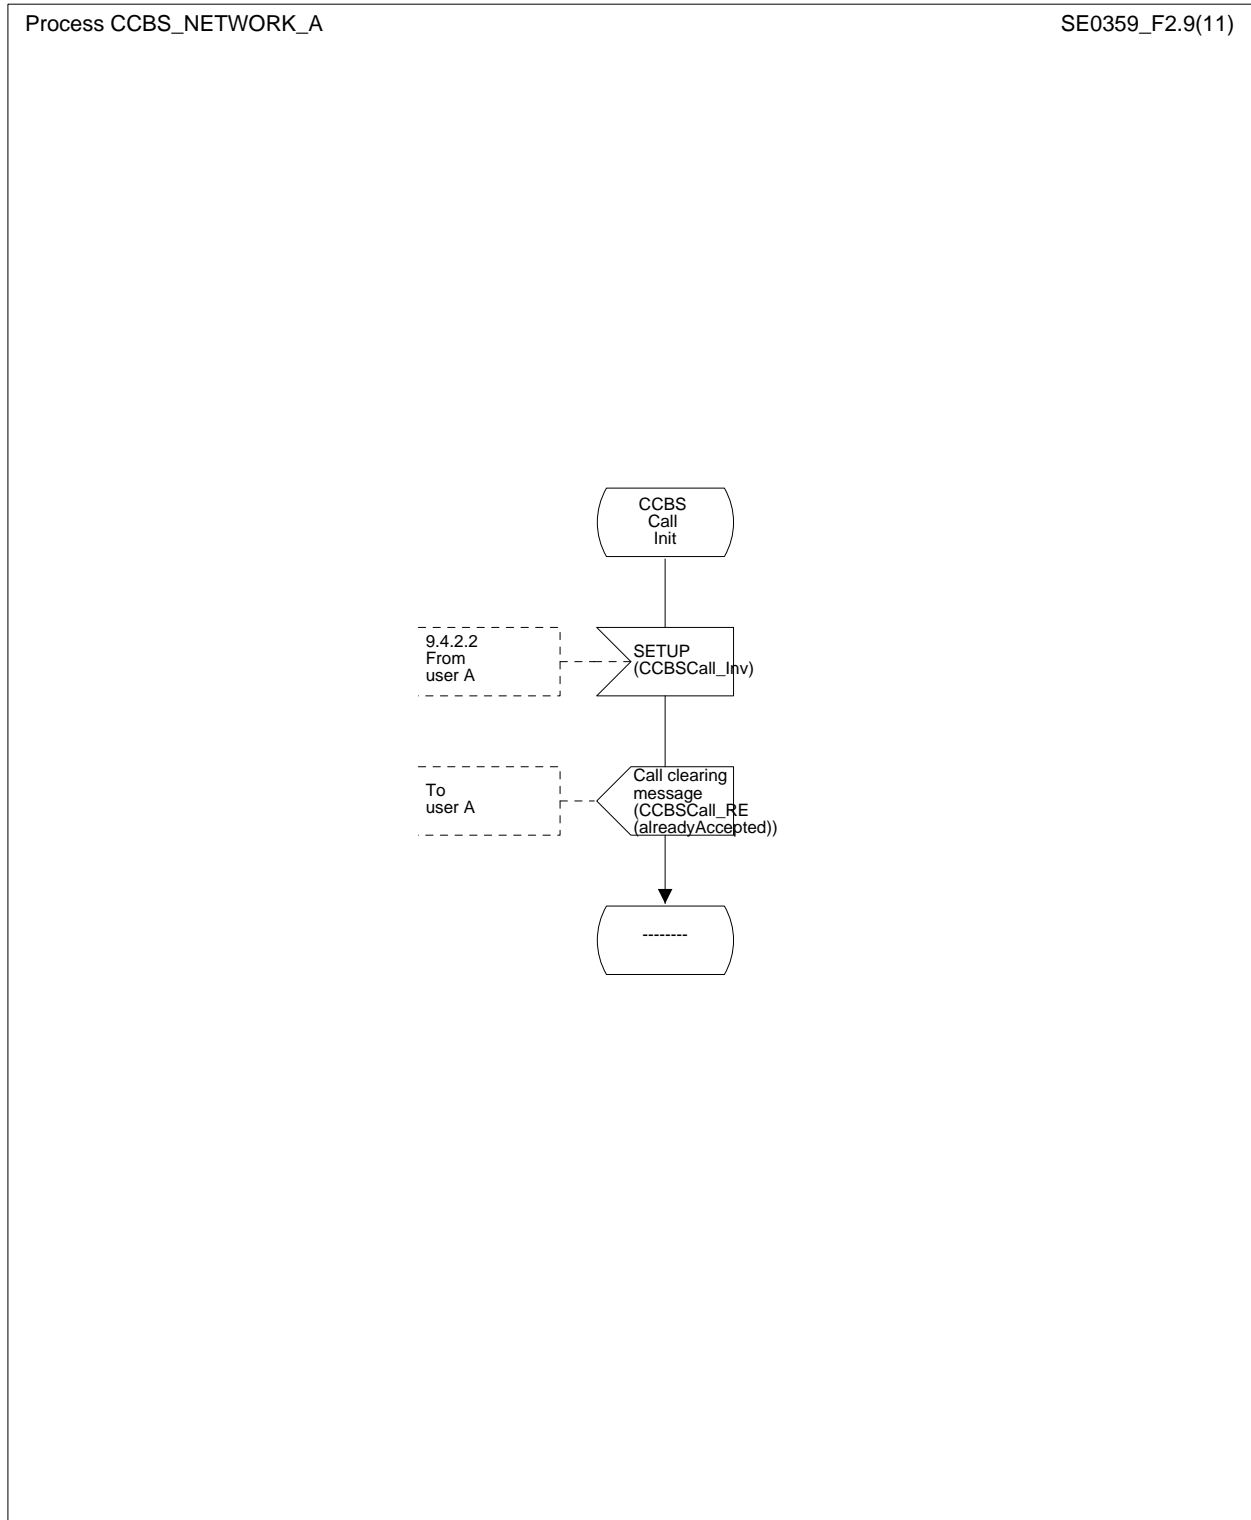 Process CCBS_NETWORK_A
SE0359_F2.9(11)
CCBS
Call
Init
9.4.2.2
From
user A
SETUP
(CCBSCall_Inv)
To
user A
Call clearing
message
(CCBSCall_RE
(alreadyAccepted))
--------